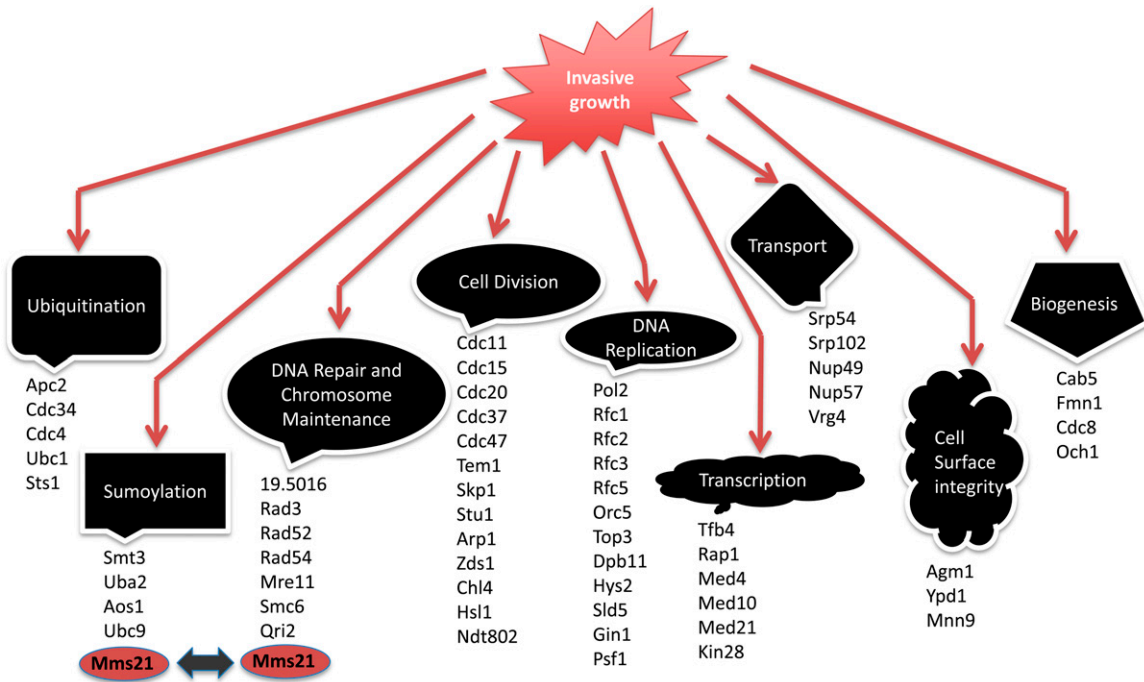 Invasive
growth
Ubiquitination
Apc2
Cdc34
Cdc4
Ubc1
Sts1
Sumoylation
Smt3
Uba2
Aos1
Ubc9
Mms21
DNA Repair and
Chromosome
Maintenance
19.5016
Rad3
Rad52
Rad54
Mre11
Smc6
Qri2
Mms21
Cell Division
Cdc11
Cdc15
Cdc20
Cdc37
Cdc47
Tem1
Skp1
Stu1
Arp1
Zds1
Chl4
Hsl1
Ndt802
DNA
Replication
Pol2
Rfc1
Rfc2
Rfc3
Rfc5
Orc5
Top3
Dpb11
Hys2
Sld5
Gin1
Psf1
Transcription
Tfb4
Rap1
Med4
Med10
Med21
Kin28
Transport
Srp54
Srp102
Nup49
Nup57
Vrg4
Cell
Surface
integrity
Agm1
Ypd1
Mnn9
Biogenesis
Cab5
Fmn1
Cdc8
Och1